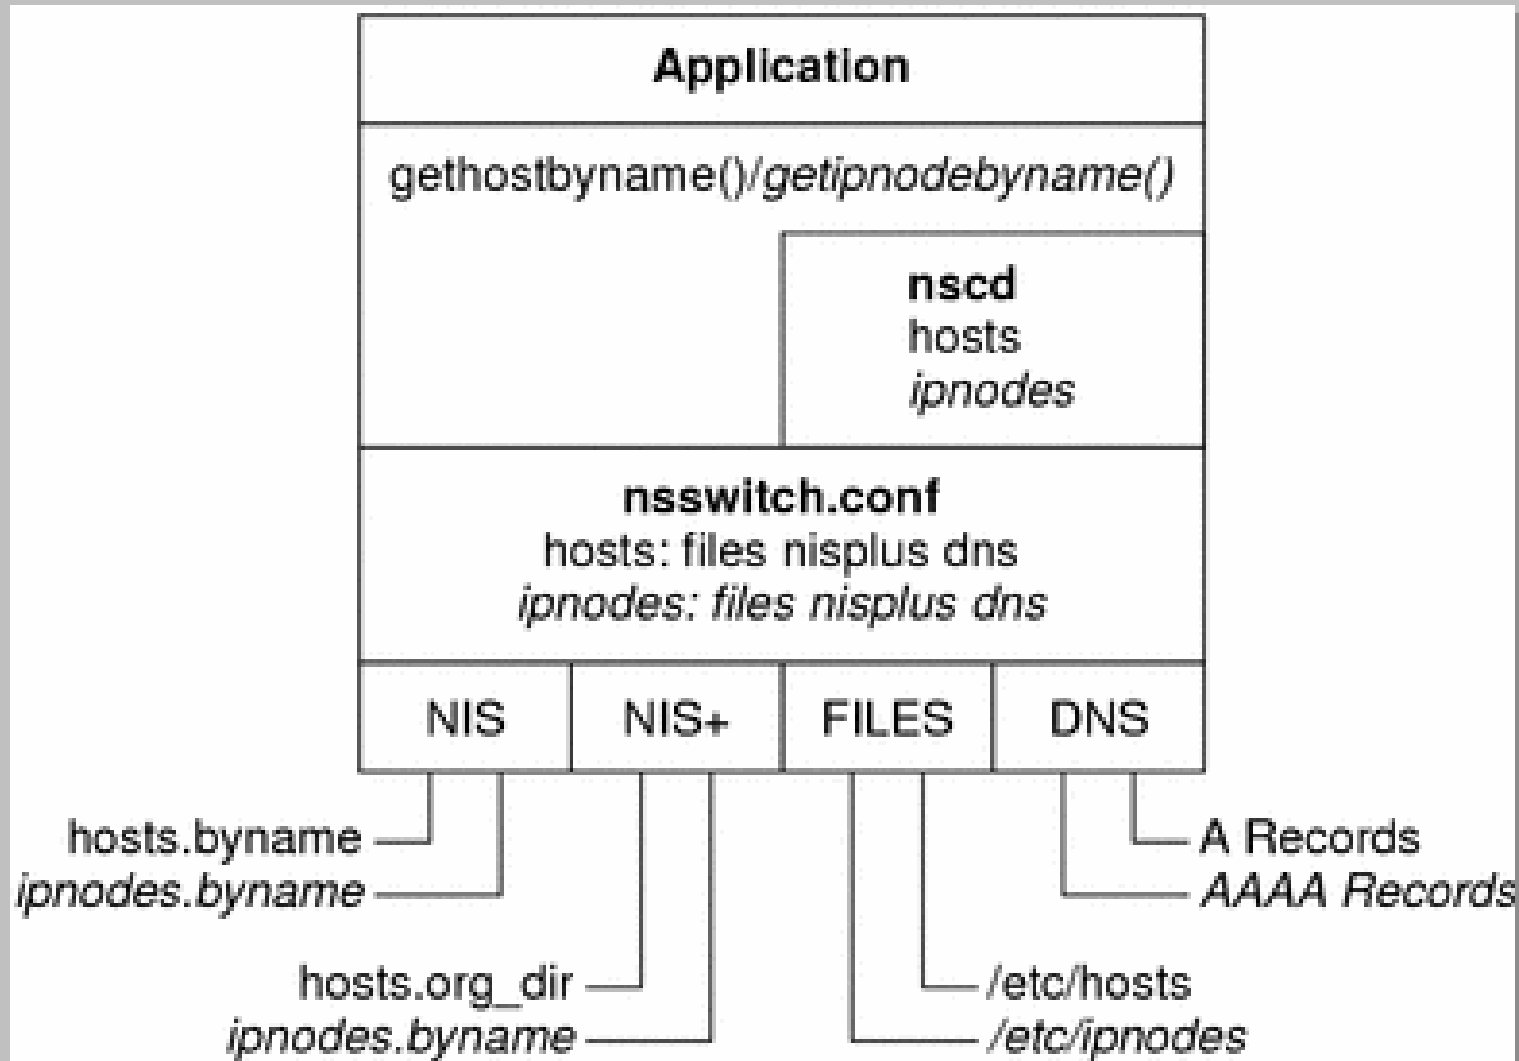 Application
gethostbyname()/getipnodebyname()
nscd
hosts
ipnodes
nsswitch.conf
hosts: files nisplus dns
ipnodes: files nisplus dns
NIS
NIS+
FILES
DNS
hosts.byname
ipnodes.byname
A Records
AAAA Records
hosts.org_dir
ipnodes.byname
/etc/hosts
/etc/ipnodes